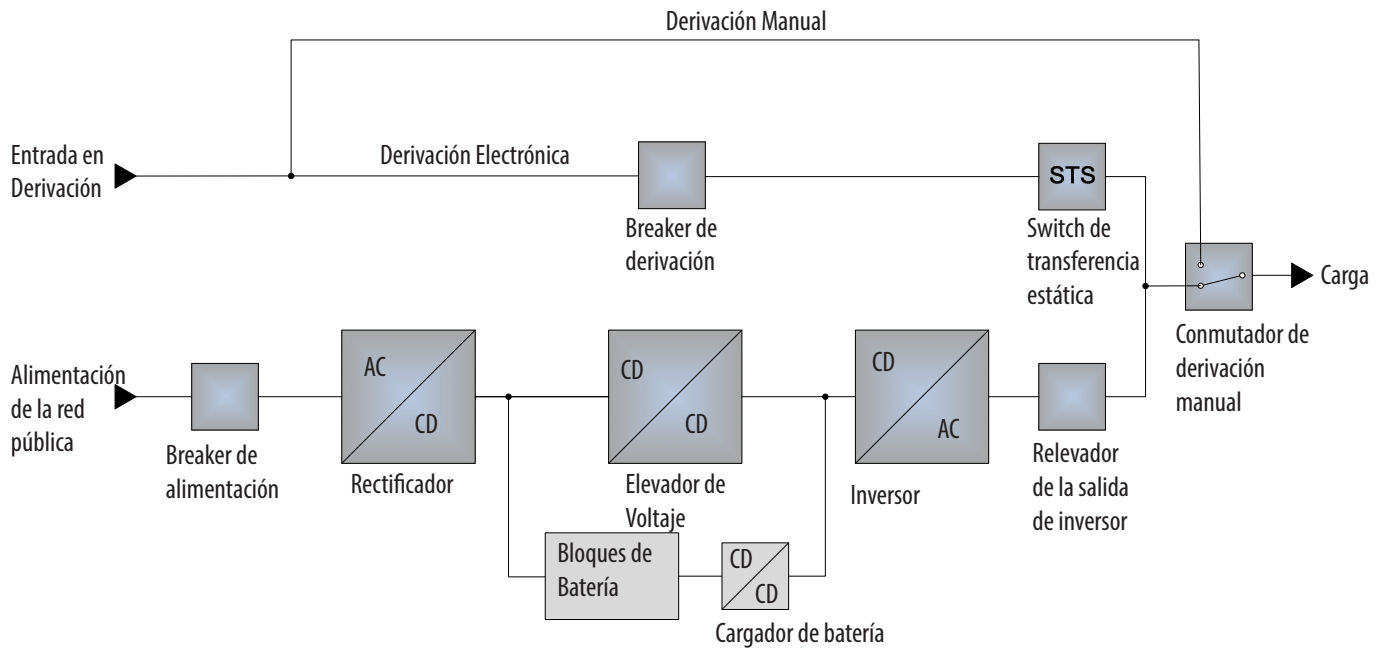 Derivación Manual
Entrada en
Derivación
Derivación Electrónica
STS
Breaker de
derivación
Switch de
transferencia
estática
Carga
Conmutador de
derivación
manual
Alimentación
de la red
pública
Breaker de
alimentación
AC
CD
Rectificador
CD
CD
Elevador de
Voltaje
CD
AC
Inversor
Relevador
de la salida
de inversor
Bloques de
Batería
CD
CD
Cargador de batería